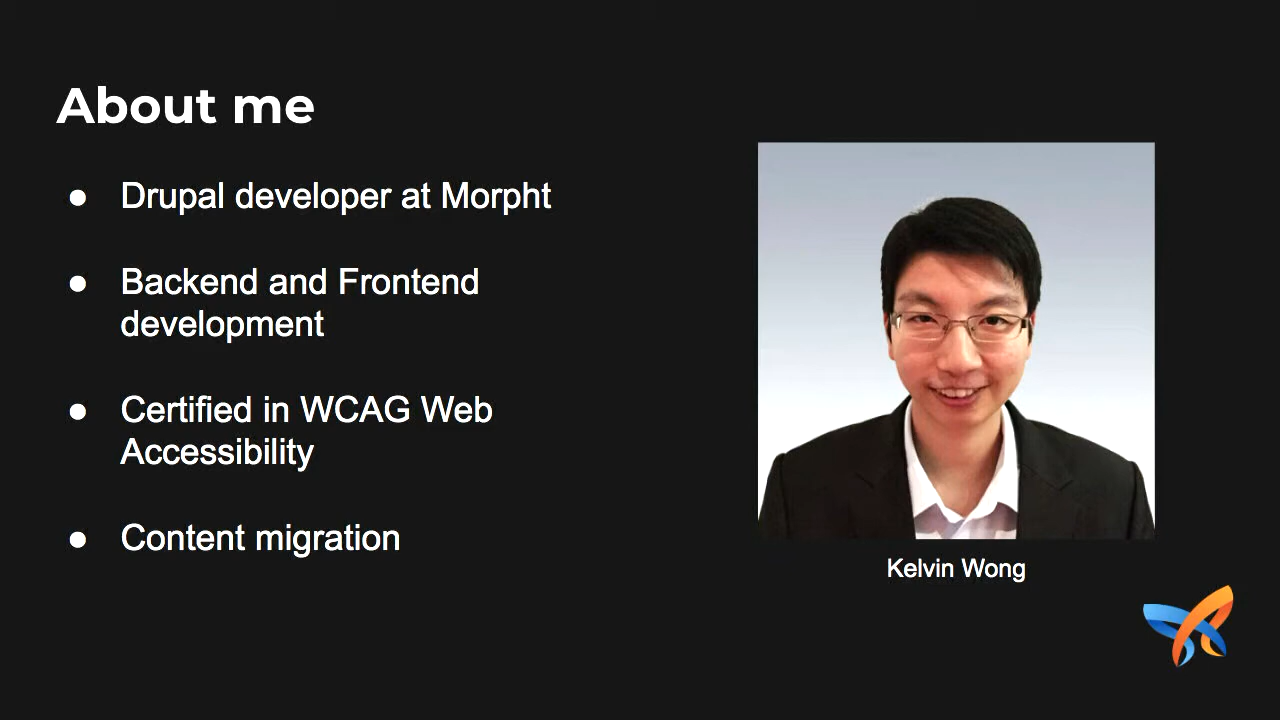 About me
● Drupal developer at Morpht
● Backend and Frontend
development
● Certified in WCAG Web
Accessibility
● Content migration
Kelvin Wong